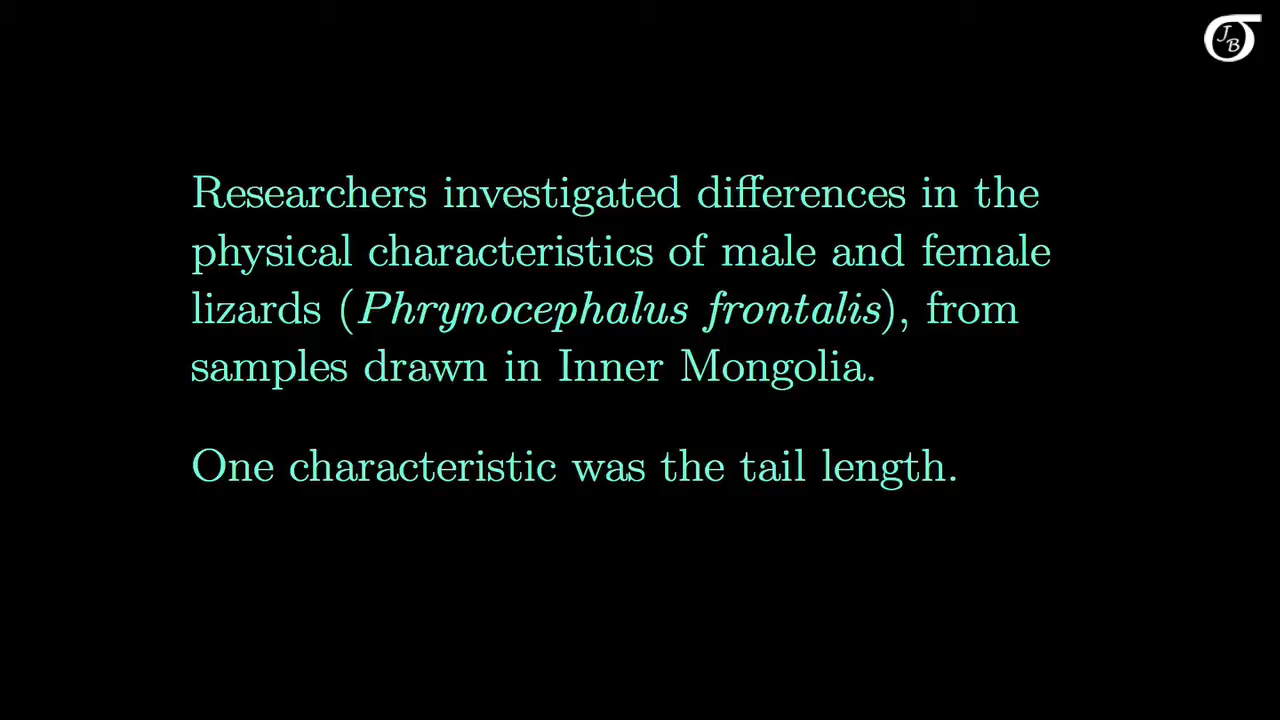 JB
Researchers investigated differences in the
physical characteristics of male and female
lizards (Phrynocephalus frontalis), from
samples drawn in Inner Mongolia.
One characteristic was the tail length.